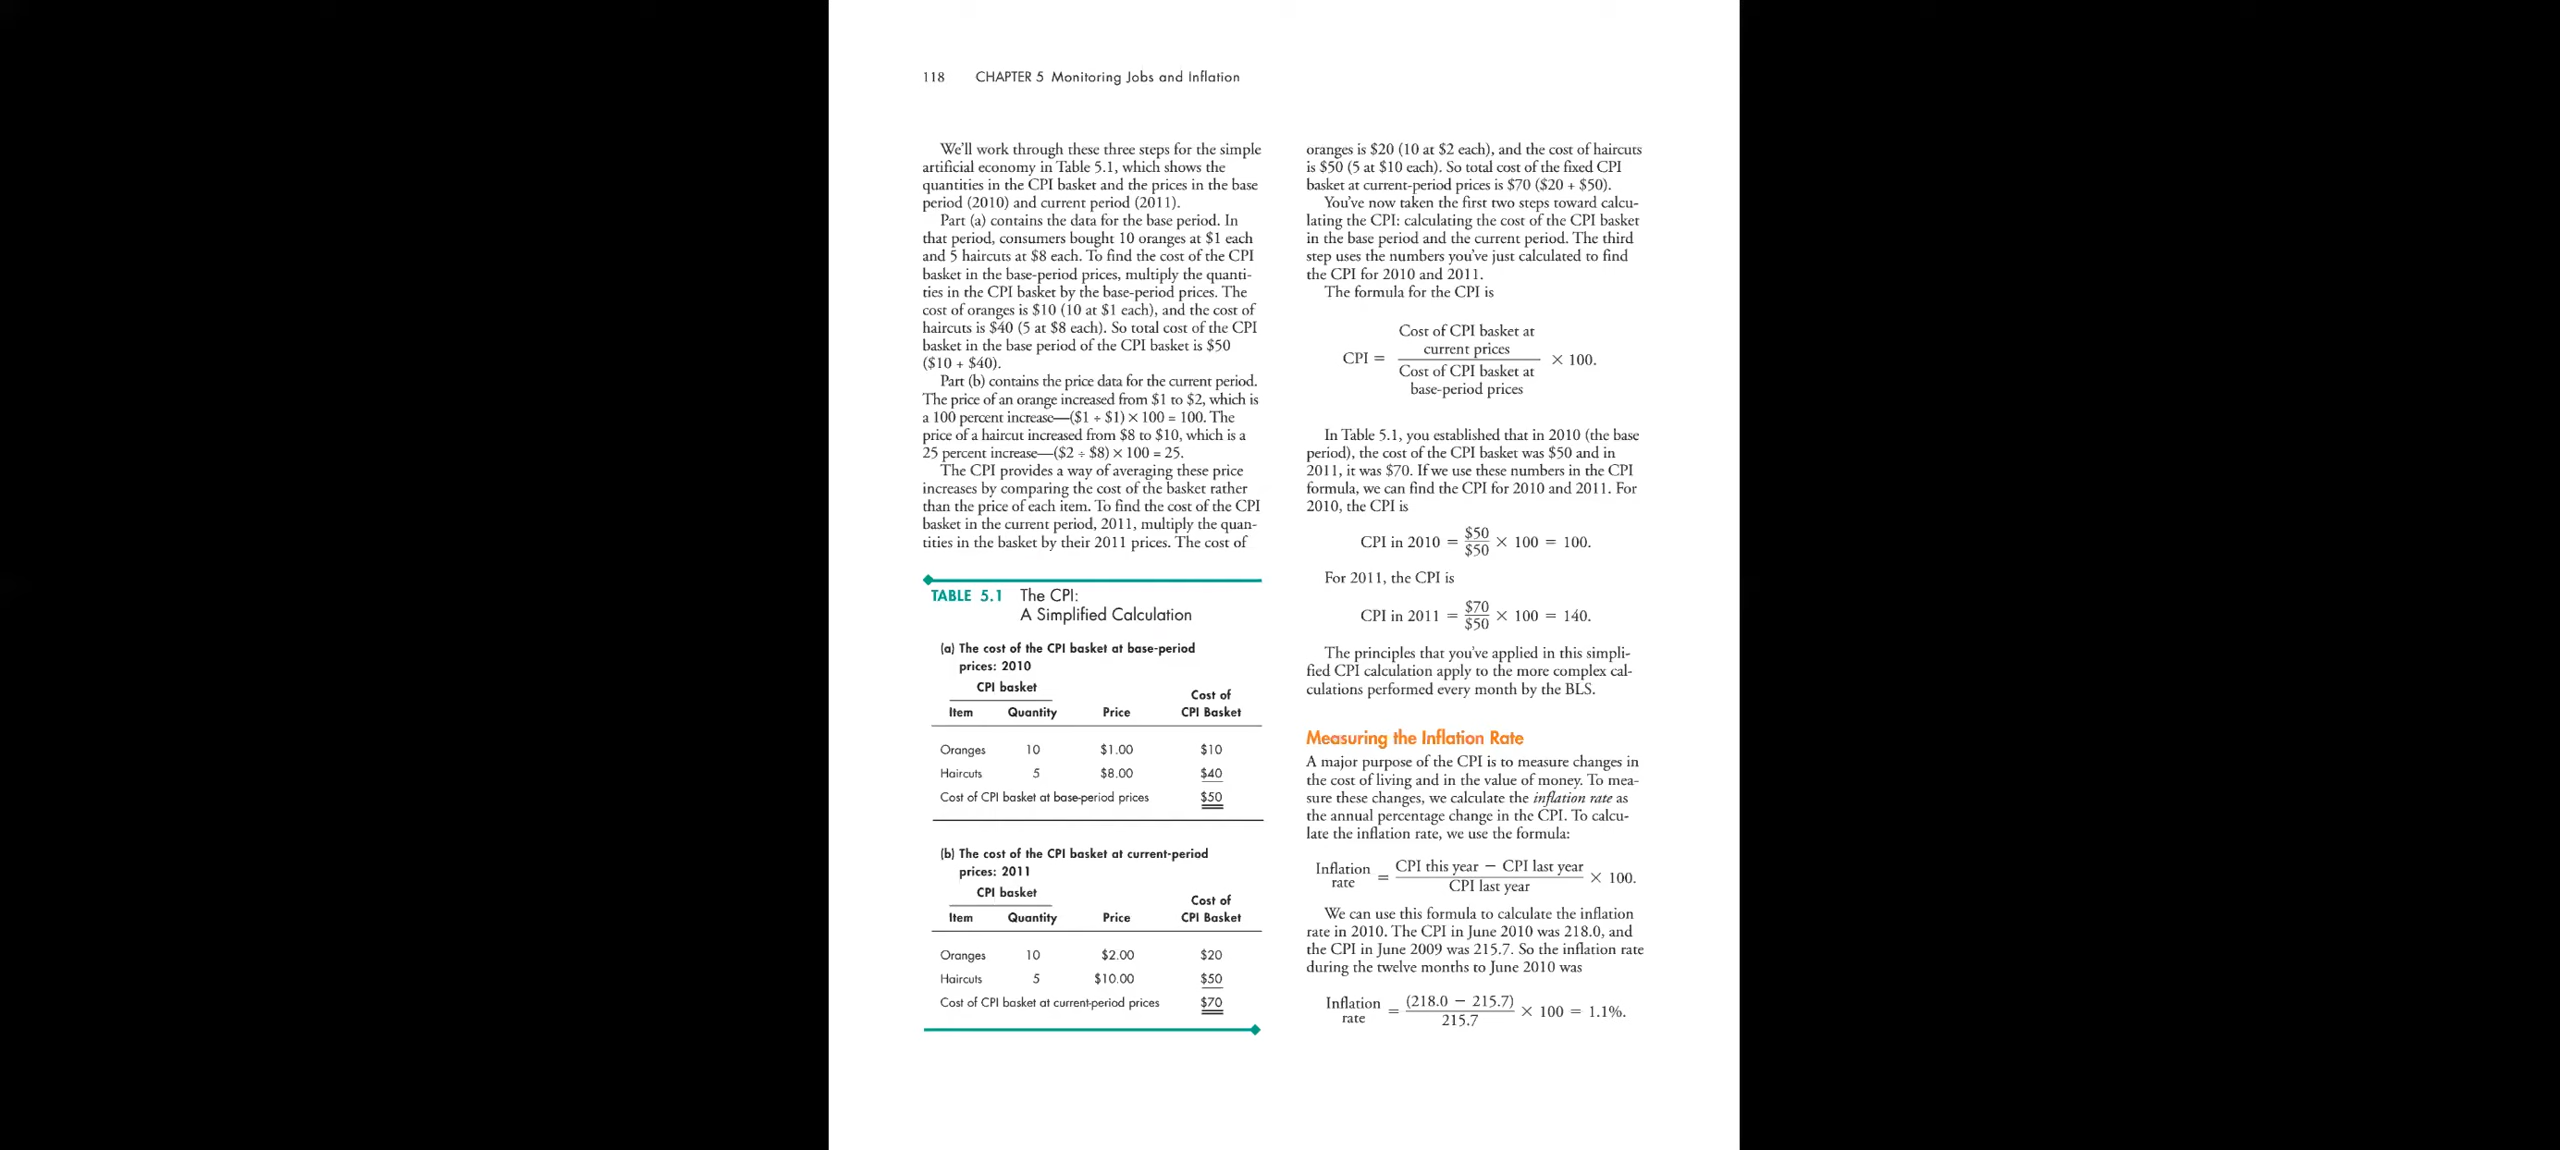 118 CHAPTER 5 Monitoring Jobs and Inflation
We'll work through these three steps for the simple
artificial economy in Table 5.1, which shows the
quantities in the CPI basket and the prices in the base
period (2010) and current period (2011).
Part (a) contains the data for the base period. In
that period, consumers bought 10 oranges at $1 each
and 5 haircuts at $8 each. To find the cost of the CPI
basket in the base-period prices, multiply the quanti-
ties in the CPI basket by the base-period prices. The
cost of oranges is $10 (10 at $1 each), and the cost of
haircuts is $40 (5 at $8 each). So total cost of the CPI
basket in the base period of the CPI basket is $50
($10 + $40).
Part (b) contains the price data for the current period.
The price of an orange increased from $1 to $2, which is
a 100 percent increase—($1 ÷ $1) × 100 = 100. The
price of a haircut increased from $8 to $10, which is a
25 percent increase—($2 ÷ $8) × 100 = 25.
The CPI provides a way of averaging these price
increases by comparing the cost of the basket rather
than the price of each item. To find the cost of the CPI
basket in the current period, 2011, multiply the quan-
tities in the basket by their 2011 prices. The cost of
TABLE 5.1 The CPI:
A Simplified Calculation
(a) The cost of the CPI basket at base-period
prices: 2010
CPI basket
Cost of
Item Quantity Price CPI Basket
Oranges 10 $1.00 $10
Haircuts 5 $8.00 $40
Cost of CPI basket at base-period prices $50
(b) The cost of the CPI basket at current-period
prices: 2011
CPI basket
Cost of
Item Quantity Price CPI Basket
Oranges 10 $2.00 $20
Haircuts 5 $10.00 $50
Cost of CPI basket at current-period prices $70
oranges is $20 (10 at $2 each), and the cost of haircuts
is $50 (5 at $10 each). So total cost of the fixed CPI
basket at current-period prices is $70 ($20 + $50).
You've now taken the first two steps toward calcu-
lating the CPI: calculating the cost of the CPI basket
in the base period and the current period. The third
step uses the numbers you've just calculated to find
the CPI for 2010 and 2011.
The formula for the CPI is
Cost of CPI basket at
current prices
CPI = × 100.
Cost of CPI basket at
base-period prices
In Table 5.1, you established that in 2010 (the base
period), the cost of the CPI basket was $50 and in
2011, it was $70. If we use these numbers in the CPI
formula, we can find the CPI for 2010 and 2011. For
2010, the CPI is
CPI in 2010 = $50/$50 × 100 = 100.
For 2011, the CPI is
CPI in 2011 = $70/$50 × 100 = 140.
The principles that you've applied in this simpli-
fied CPI calculation apply to the more complex cal-
culations performed every month by the BLS.
Measuring the Inflation Rate
A major purpose of the CPI is to measure changes in
the cost of living and in the value of money. To mea-
sure these changes, we calculate the inflation rate as
the annual percentage change in the CPI. To calcu-
late the inflation rate, we use the formula:
Inflation rate = (CPI this year − CPI last year)/CPI last year × 100.
We can use this formula to calculate the inflation
rate in 2010. The CPI in June 2010 was 218.0, and
the CPI in June 2009 was 215.7. So the inflation rate
during the twelve months to June 2010 was
Inflation rate = (218.0 − 215.7)/215.7 × 100 = 1.1%.